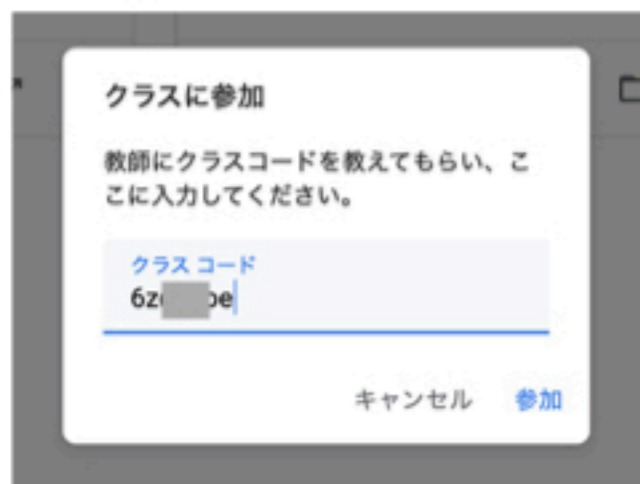 クラスに参加
教師にクラスコードを教えてもらい、こ
こに入力してください。
クラス コード
キャンセル
参加